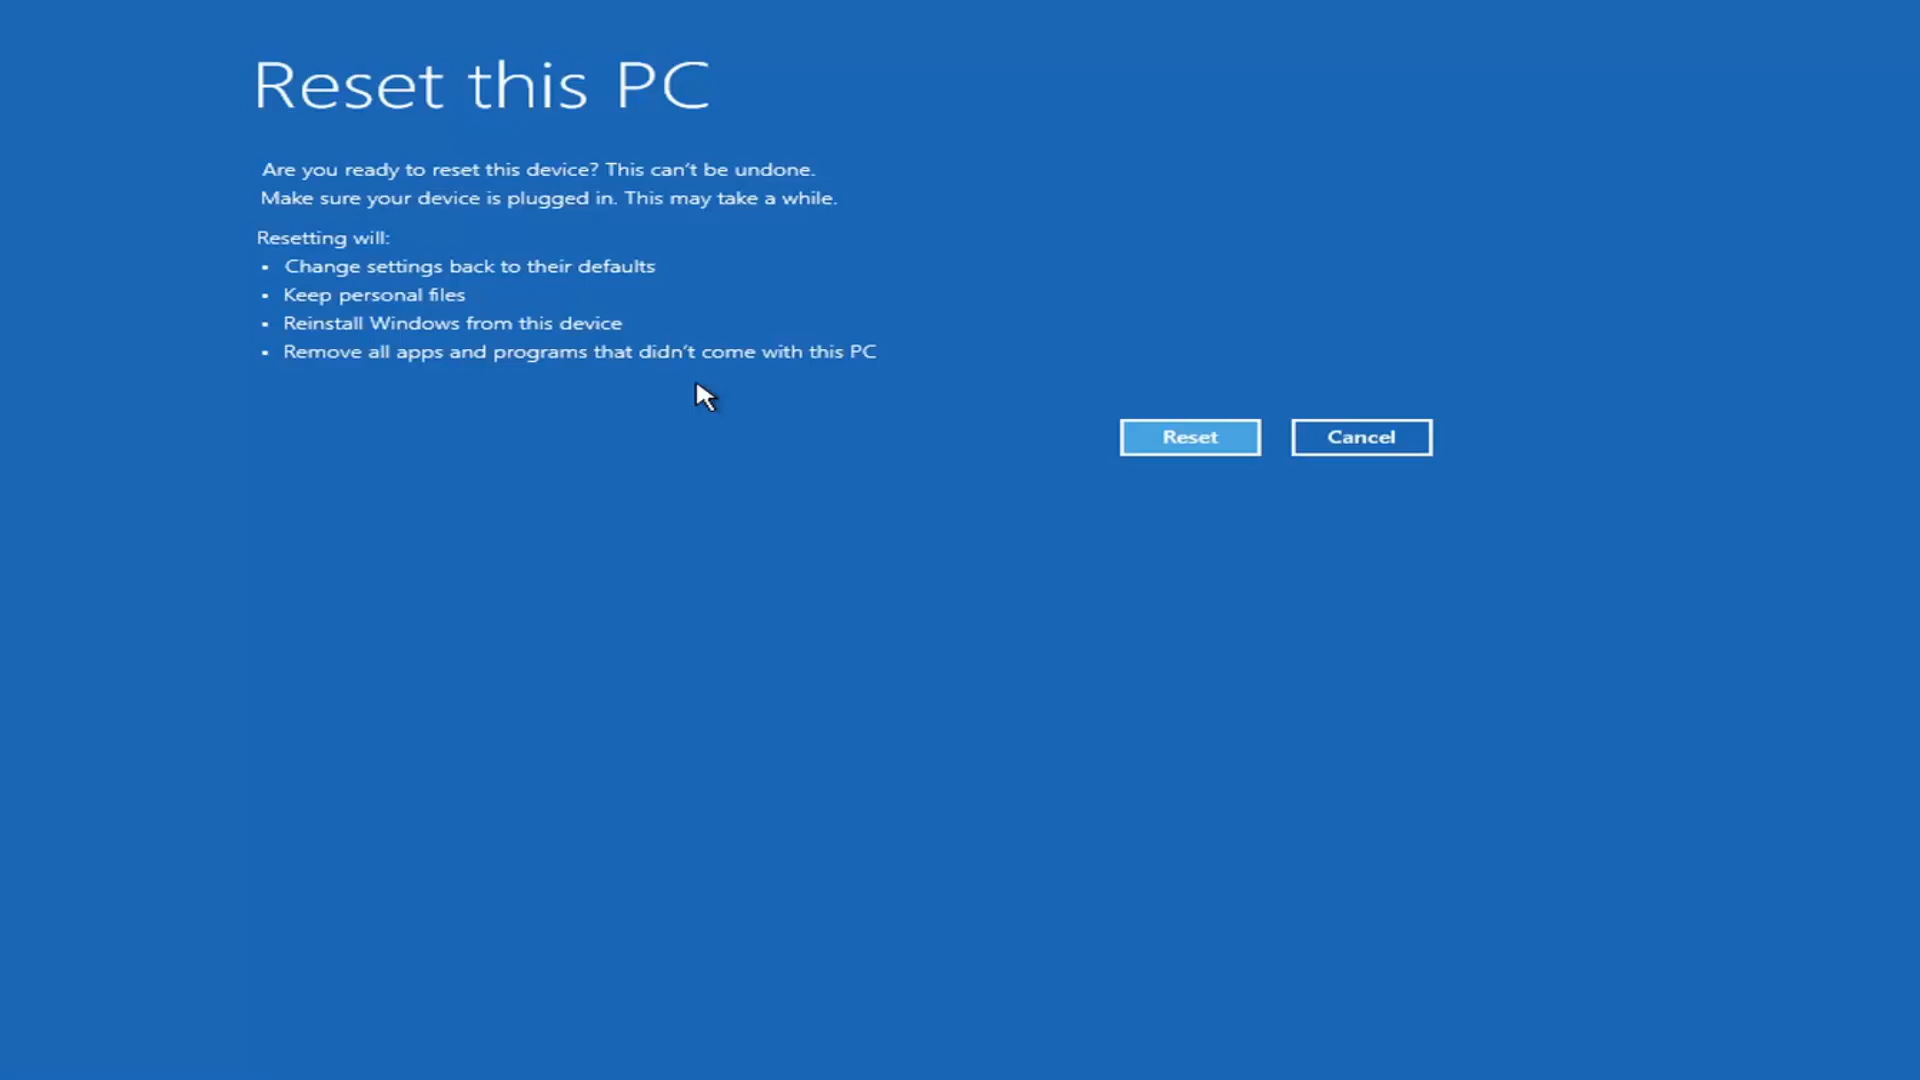 Reset this PC
Are you ready to reset this device? This can't be undone.
Make sure your device is plugged in. This may take a while.
Resetting will:
▪ Change settings back to their defaults
▪ Keep personal files
▪ Reinstall Windows from this device
▪ Remove all apps and programs that didn't come with this PC
Reset Cancel